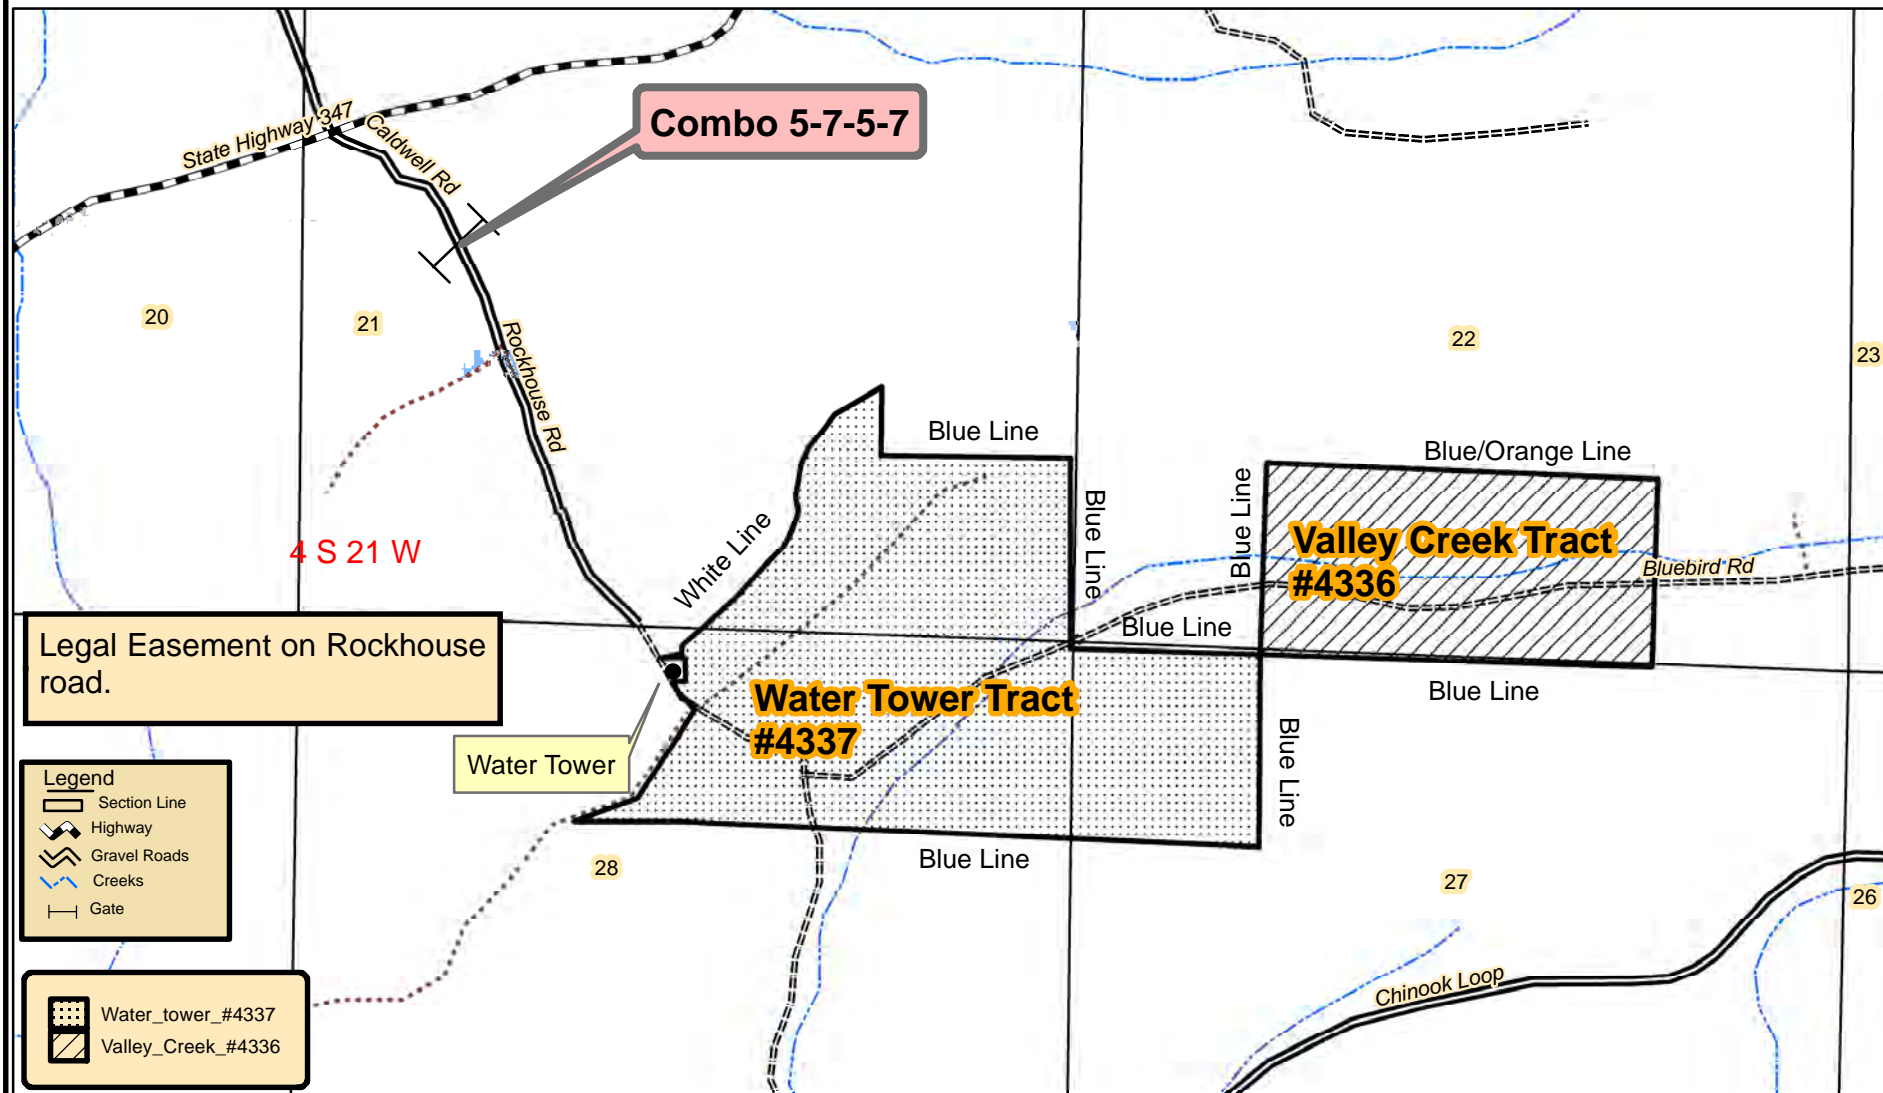 State Highway 347
Caldwell Rd
Combo 5-7-5-7
20
21
22
23
Rockhouse Rd
Blue Line
Blue/Orange Line
White Line
Blue Line
Blue Line
4 S 21 W
Valley Creek Tract
#4336
Bluebird Rd
Blue Line
Blue Line
Legal Easement on Rockhouse
road.
Water Tower Tract
#4337
Water Tower
Blue Line
Blue Line
28
27
26
Chinook Loop
Legend
Section Line
Highway
Gravel Roads
Creeks
Gate
Water_tower_#4337
Valley_Creek_#4336